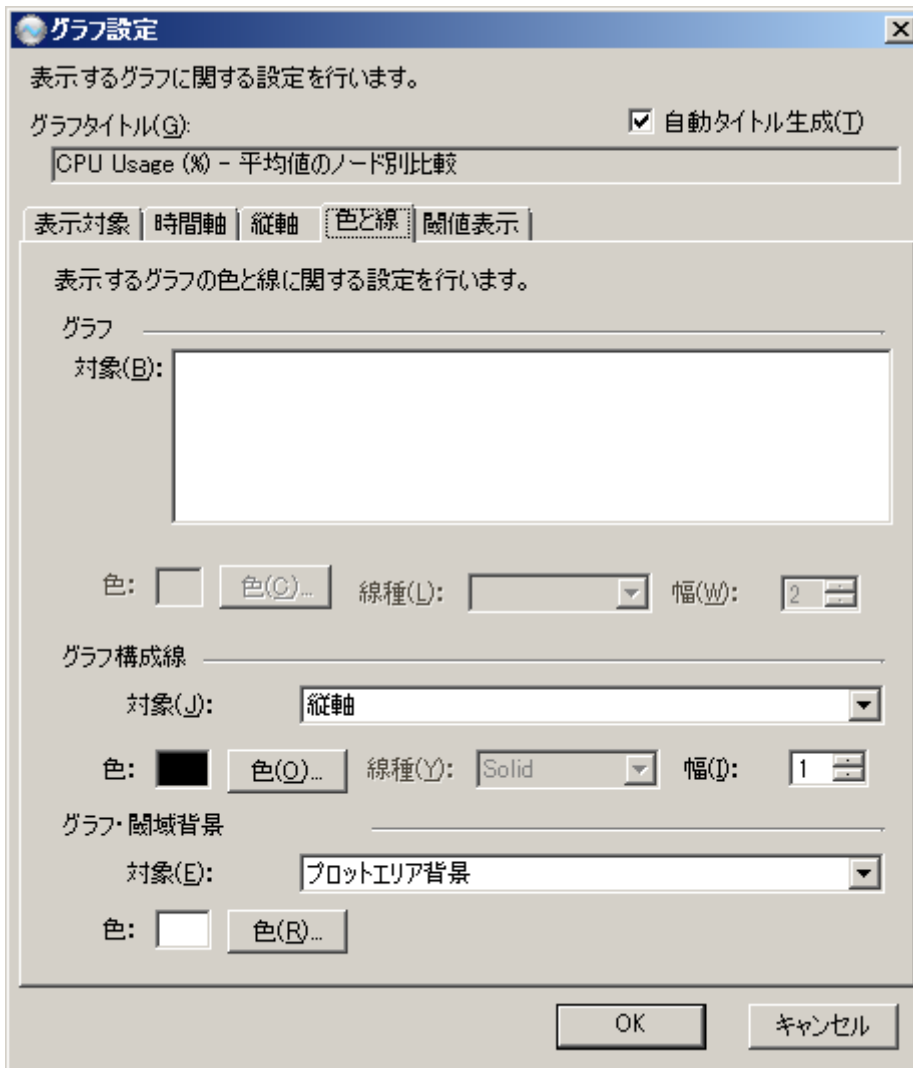 グラフ設定
表示するグラフに関する設定を行います。
グラフタイトル(G): 自動タイトル生成(T)
CPU Usage (%) - 平均値のノード別比較
表示対象 時間軸 縦軸 色と線 閾値表示
表示するグラフの色と線に関する設定を行います。
グラフ
対象(B):
色: 色(C)... 線種(L): 幅(W): 2
グラフ構成線
対象(J): 縦軸
色: 色(O)... 線種(Y): Solid 幅(I): 1
グラフ・閾域背景
対象(E): プロットエリア背景
色: 色(R)...
OK キャンセル